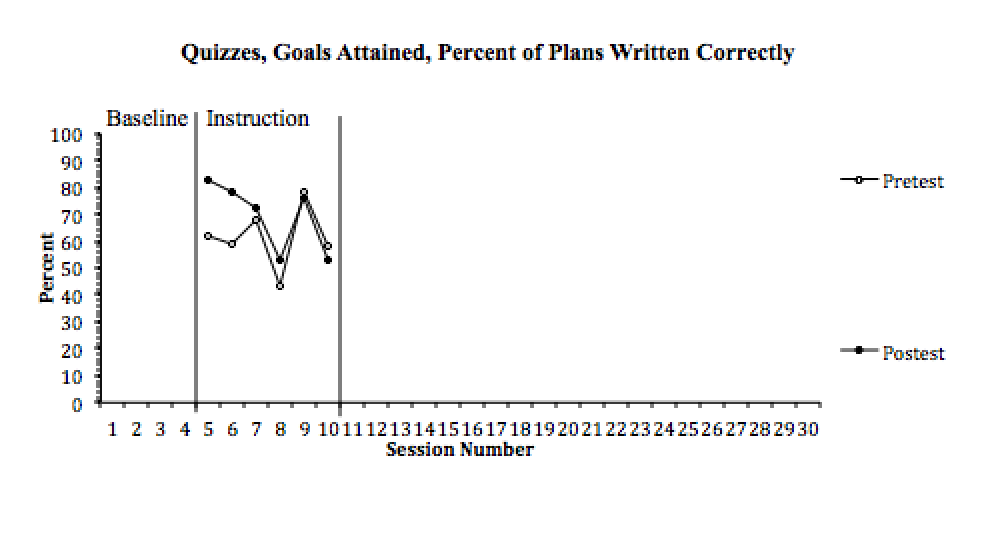 Quizzes, Goals Attained, Percent of Plans Written Correctly
Baseline Instruction
100
90
80
70
60
50
40
30
20
10
0
Percent
1 2 3 4 5 6 7 8 9 10 11 12 13 14 15 16 17 18 19 20 21 22 23 24 25 26 27 28 29 30
Session Number
Pretest
Postest